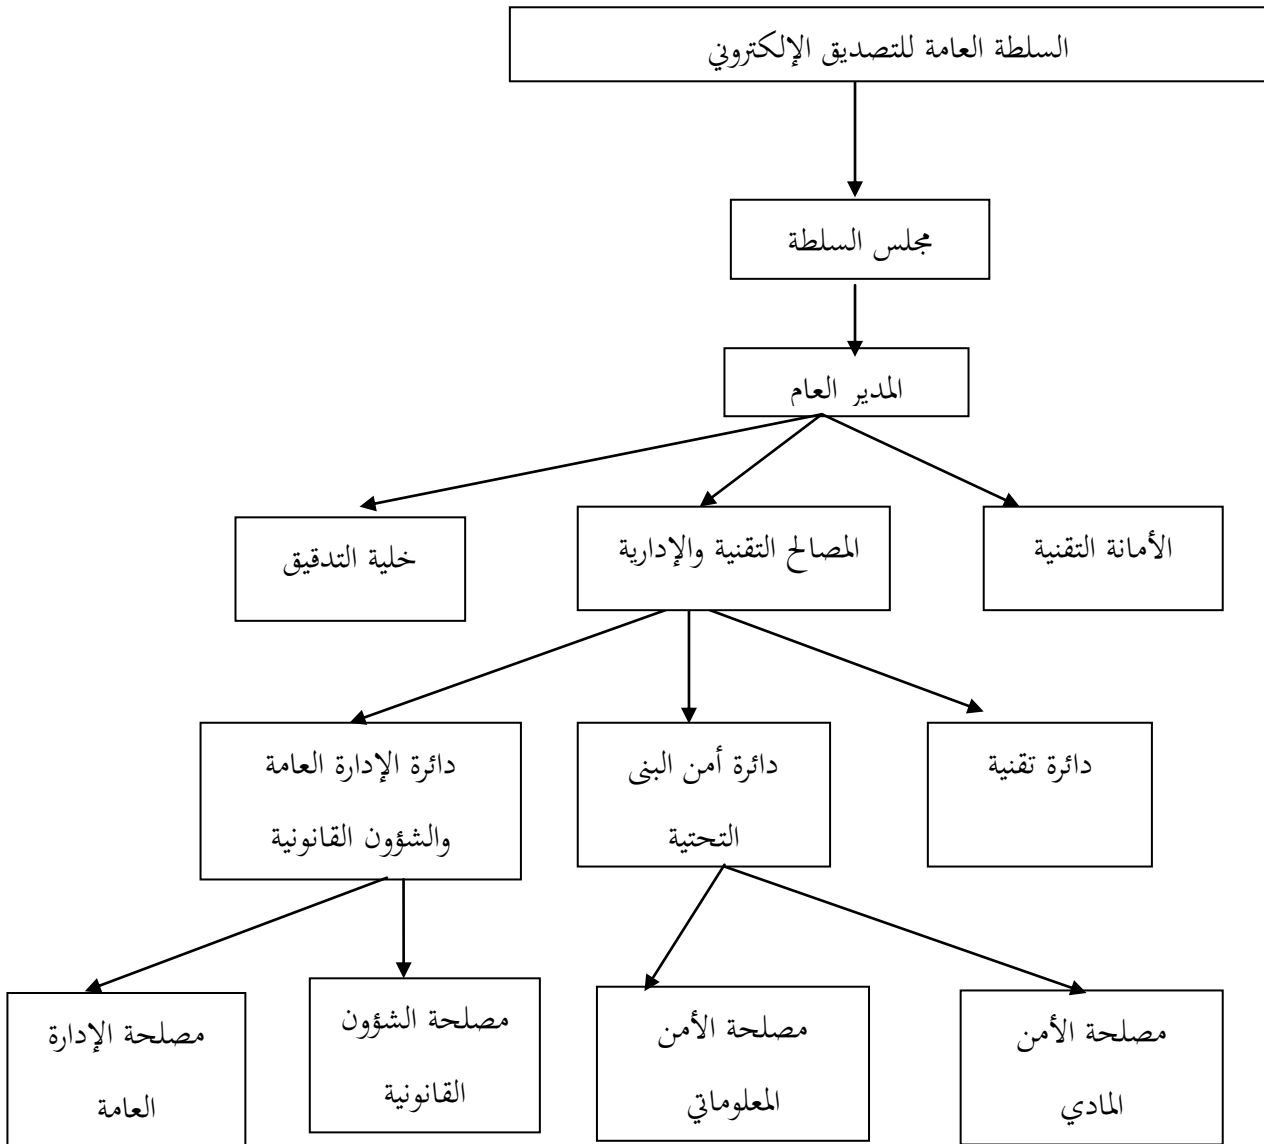 السلطة العامة للتصديق الإلكتروني
مجلس السلطة
المدير العام
الأمانة التقنية
المصالح التقنية والإدارية
خلية التدقيق
دائرة تقنية
دائرة أمن البنى
التحتية
دائرة الإدارة العامة
والشؤون القانونية
مصلحة الأمن
المادي
مصلحة الأمن
المعلوماتي
مصلحة الشؤون
القانونية
مصلحة الإدارة
العامة